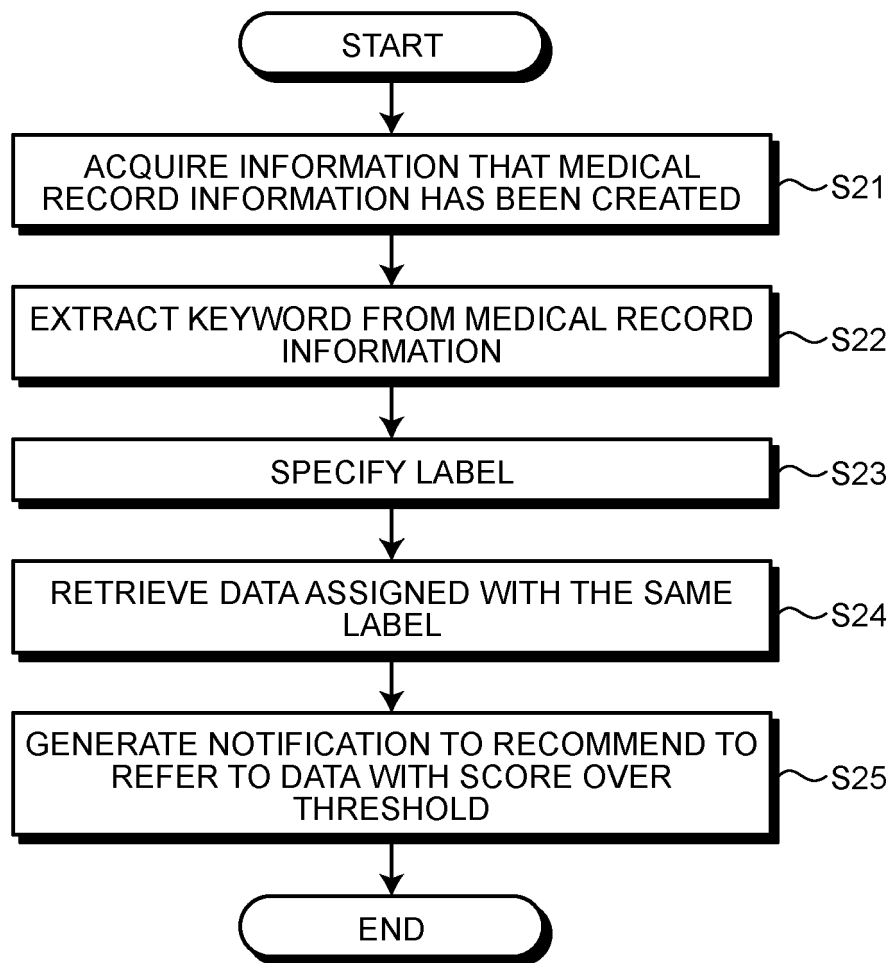 START
ACQUIRE INFORMATION THAT MEDICAL
RECORD INFORMATION HAS BEEN CREATED
S21
EXTRACT KEYWORD FROM MEDICAL RECORD
INFORMATION
S22
SPECIFY LABEL
S23
RETRIEVE DATA ASSIGNED WITH THE SAME
LABEL
S24
GENERATE NOTIFICATION TO RECOMMEND TO
REFER TO DATA WITH SCORE OVER
THRESHOLD
S25
END